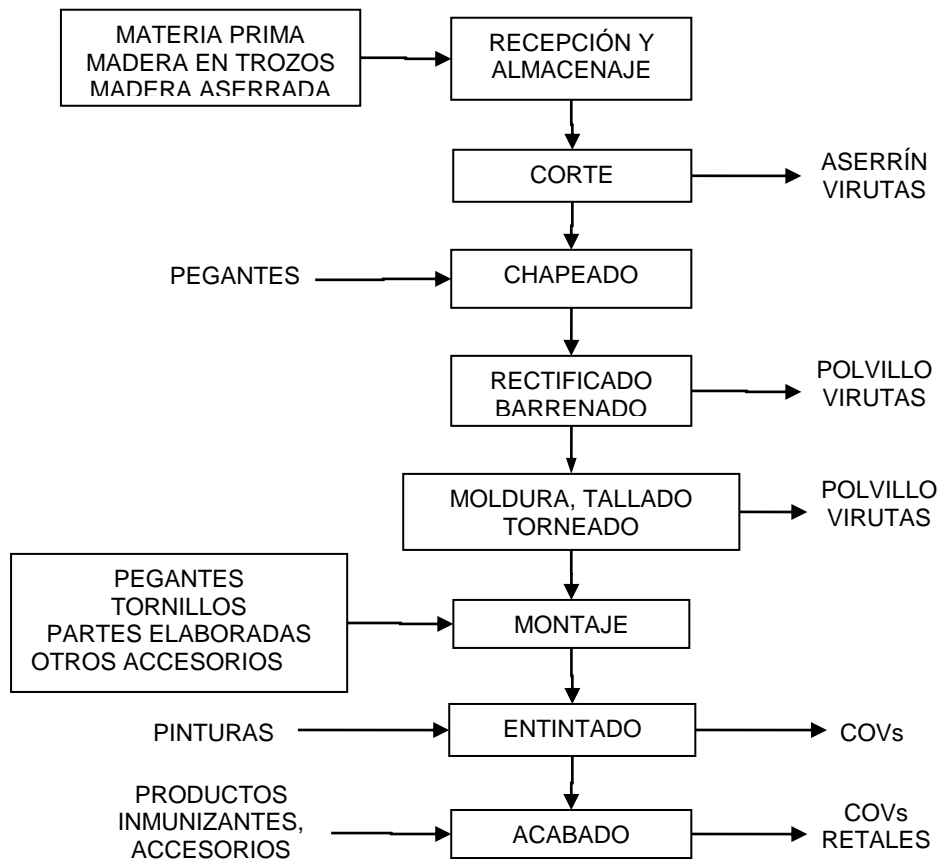 MATERIA PRIMA
MADERA EN TROZOS
MADERA ASERRADA
RECEPCIÓN Y
ALMACENAJE
CORTE
ASERRÍN
VIRUTAS
PEGANTES
CHAPEADO
RECTIFICADO
BARRENADO
POLVILLO
VIRUTAS
MOLDURA, TALLADO
TORNEADO
POLVILLO
VIRUTAS
PEGANTES
TORNILLOS
PARTES ELABORADAS
OTROS ACCESORIOS
MONTAJE
PINTURAS
ENTINTADO
COVs
PRODUCTOS
INMUNIZANTES,
ACCESORIOS
ACABADO
COVs
RETALES